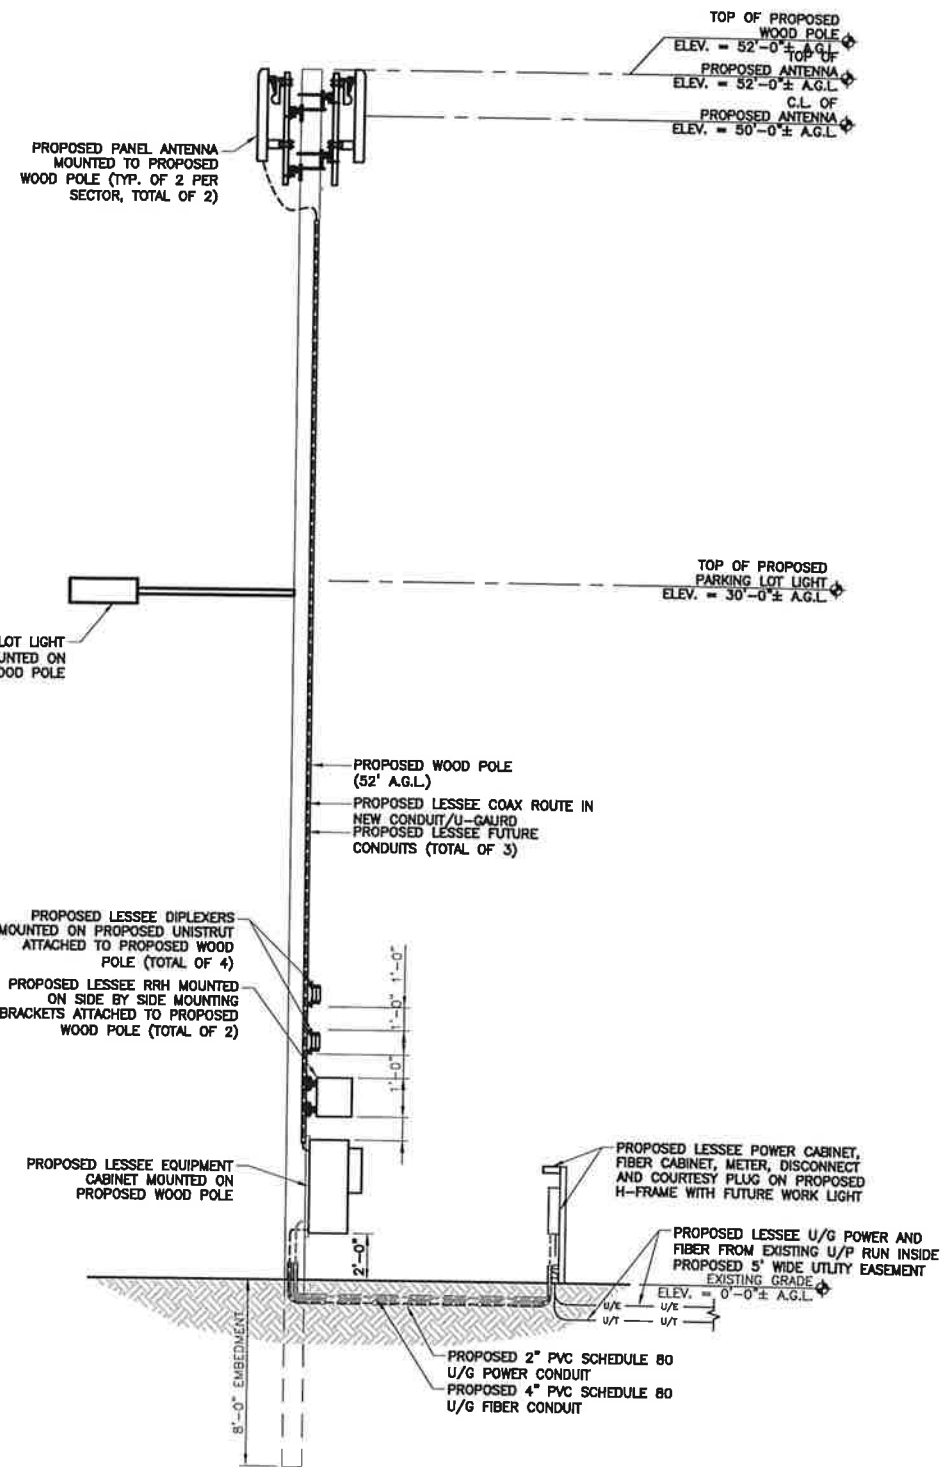 TOP OF PROPOSED
WOOD POLE
ELEV. = 52'-0"± A.G.L.
TOP OF
PROPOSED ANTENNA
ELEV. = 52'-0"± A.G.L.
C.L. OF
PROPOSED ANTENNA
ELEV. = 50'-0"± A.G.L.
PROPOSED PANEL ANTENNA
MOUNTED TO PROPOSED
WOOD POLE (TYP. OF 2 PER
SECTOR, TOTAL OF 2)
TOP OF PROPOSED
PARKING LOT LIGHT
ELEV. = 30'-0"± A.G.L.
LOT LIGHT
UNTED ON
OOD POLE
PROPOSED WOOD POLE
(52' A.G.L.)
PROPOSED LESSEE COAX ROUTE IN
NEW CONDUIT/U-GAURD
PROPOSED LESSEE FUTURE
CONDUITS (TOTAL OF 3)
PROPOSED LESSEE DIPLEXERS
MOUNTED ON PROPOSED UNISTRUT
ATTACHED TO PROPOSED WOOD
POLE (TOTAL OF 4)
PROPOSED LESSEE RRH MOUNTED
ON SIDE BY SIDE MOUNTING
BRACKETS ATTACHED TO PROPOSED
WOOD POLE (TOTAL OF 2)
1'-0"
1'-0"
1'-0"
PROPOSED LESSEE EQUIPMENT
CABINET MOUNTED ON
PROPOSED WOOD POLE
PROPOSED LESSEE POWER CABINET,
FIBER CABINET, METER, DISCONNECT
AND COURTESY PLUG ON PROPOSED
H-FRAME WITH FUTURE WORK LIGHT
2'-0"
PROPOSED LESSEE U/G POWER AND
FIBER FROM EXISTING U/P RUN INSIDE
PROPOSED 5' WIDE UTLITY EASEMENT
EXISTING GRADE
ELEV. = 0'-0"± A.G.L.
U/E U/E
U/T U/T
8'-0" EMBEDMENT
PROPOSED 2" PVC SCHEDULE 80
U/G POWER CONDUIT
PROPOSED 4" PVC SCHEDULE 80
U/G FIBER CONDUIT